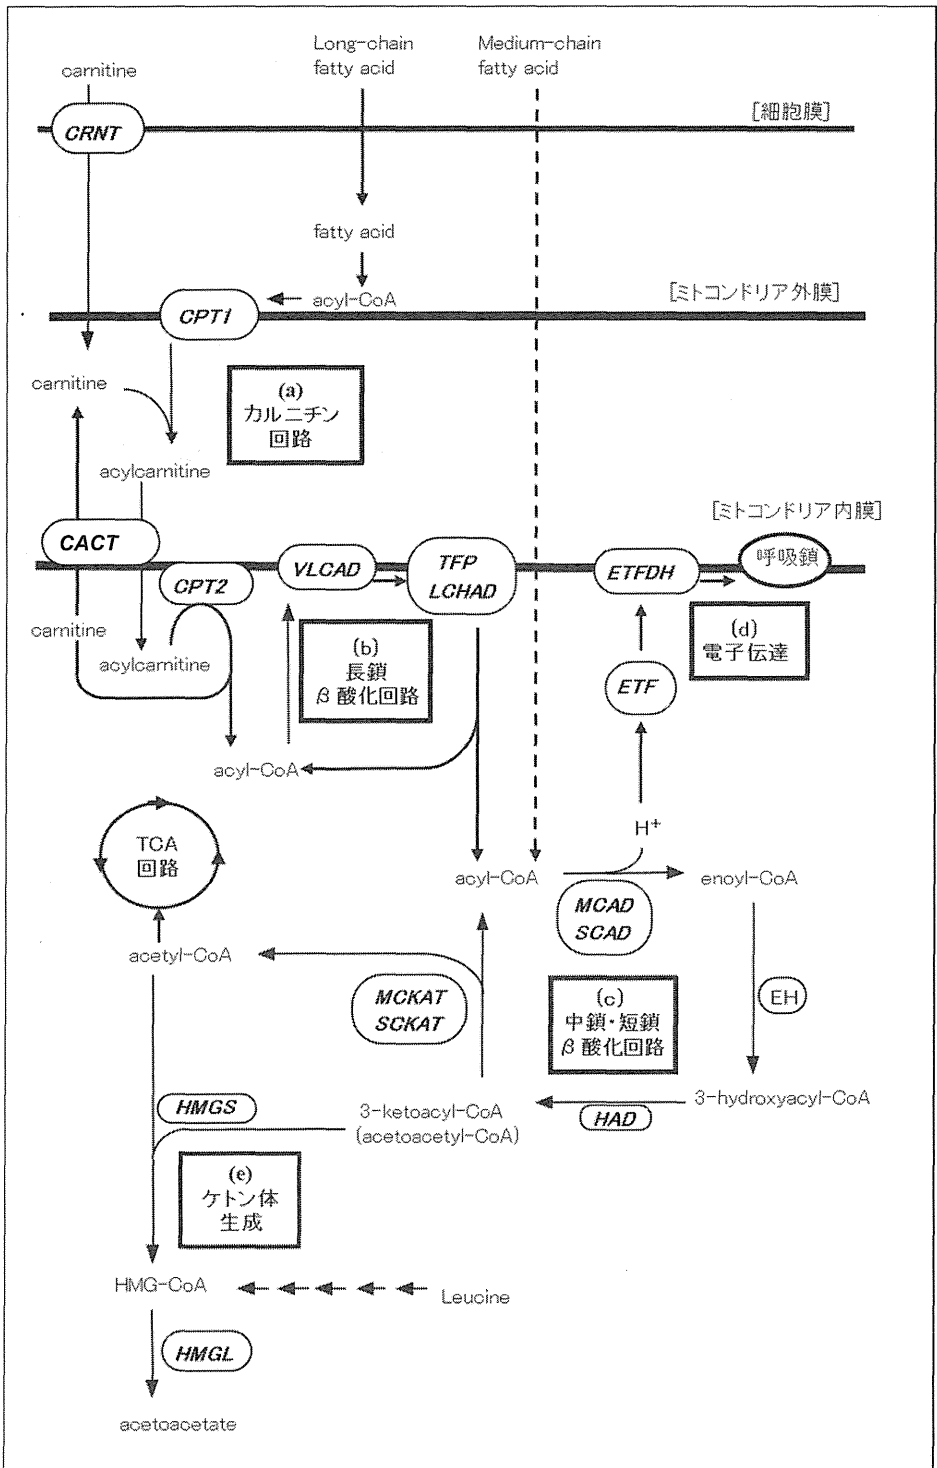 carnitine
Long-chain
fatty acid
Medium-chain
fatty acid
CRNT
[細胞膜]
fatty acid
acyl-CoA
[ミトコンドリア外膜]
CPT1
carnitine
(a)
カルニチン
回路
acylcarnitine
[ミトコンドリア内膜]
CACT
CPT2
VLCAD
TFP
LCHAD
ETFDH
呼吸鎖
carnitine
acylcarnitine
(b)
長鎖
β酸化回路
(d)
電子伝達
ETF
acyl-CoA
H+
TCA
回路
acyl-CoA
enoyl-CoA
MCAD
SCAD
acetyl-CoA
MCKAT
SCKAT
(c)
中鎖・短鎖
β酸化回路
EH
HMGS
3-ketoacyl-CoA
(acetoacetyl-CoA)
HAD
3-hydroxyacyl-CoA
(e)
ケトン体
生成
HMG-CoA
Leucine
HMGL
acetoacetate